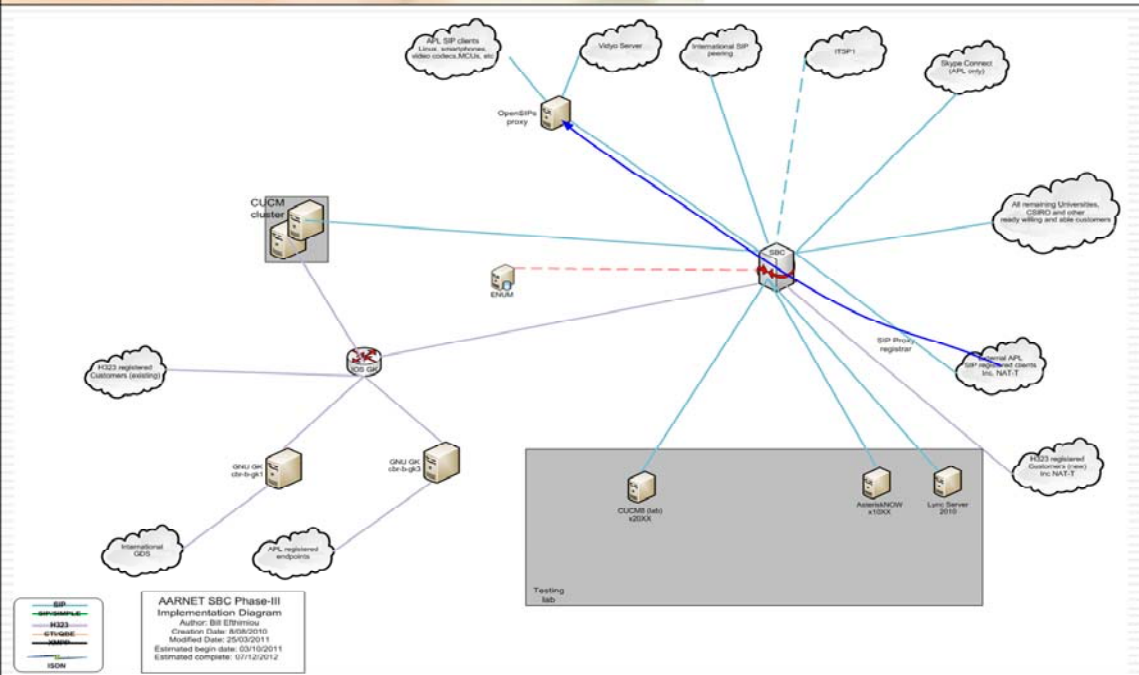 APL SIP clients
Linux, smartphones,
video codecs,MCUs, etc
Vidyo Server
International SIP
peering
ITSP1
Skype Connect
(APL only)
OpenSIPs
proxy
CUCM
cluster
All remaining Universities,
CSIRO and other
ready willing and able customers
SBC
1
ENUM
SIP Proxy
registrar
External APL
SIP registered clients
Inc. NAT-T
IOS GK
H323 registered
Customers (existing)
GNU GK
cbr-b-gk1
GNU GK
cbr-b-gk3
H323 registered
Customers (new)
Inc NAT-T
CUCM8 (lab)
x20XX
AsteriskNOW
x10XX
Lync Server
2010
International
GDS
APL registered
endpoints
Testing
lab
SIP
SIP/SIMPLE
H323
CTI/QBE
XMPP
ISDN
AARNET SBC Phase-III
Implementation Diagram
Author: Bill Efthimiou
Creation Date: 8/08/2010
Modified Date: 25/03/2011
Estimated begin date: 03/10/2011
Estimated complete: 07/12/2012